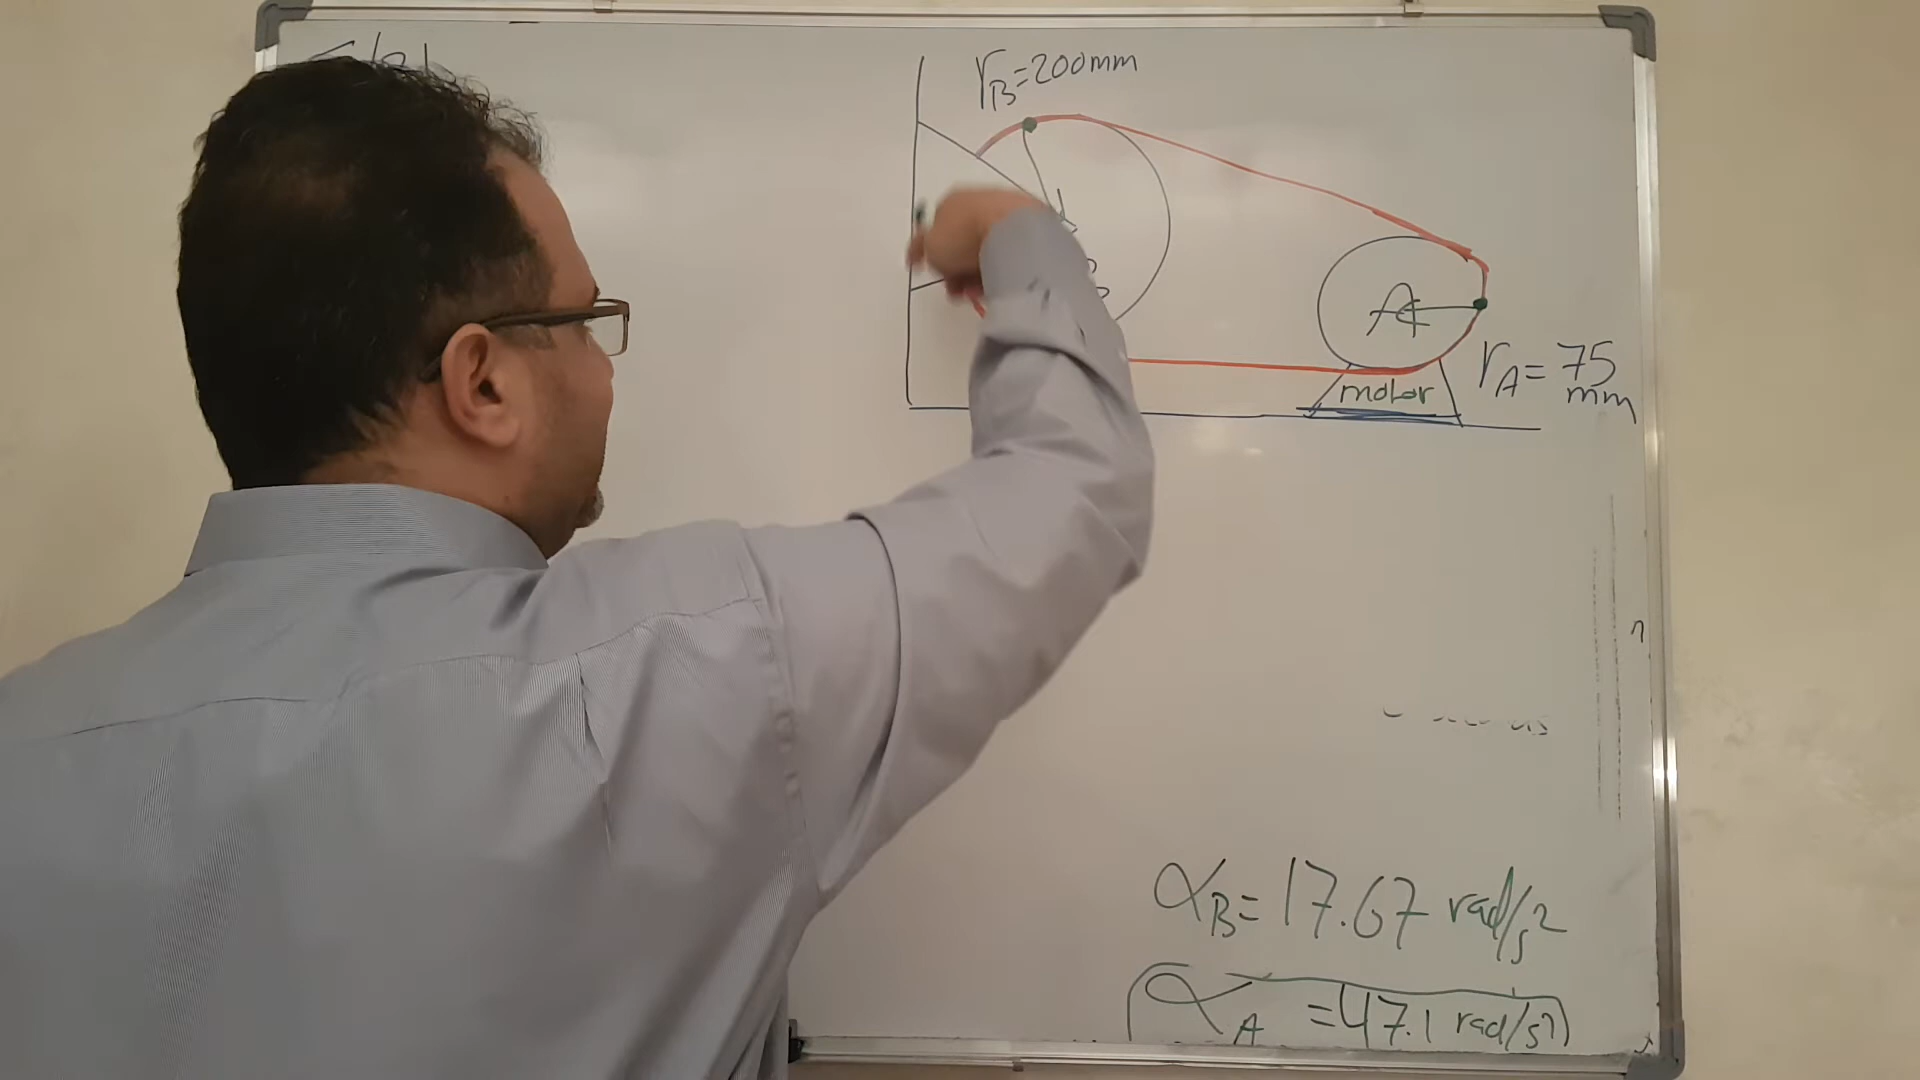 r_B=200mm
A
r_A=75
mm
motor
α_B=17.67 rad/s²
α_A=47.1 rad/s²